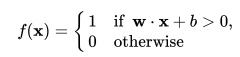 f(x) = { 1 if w · x + b > 0,
0 otherwise